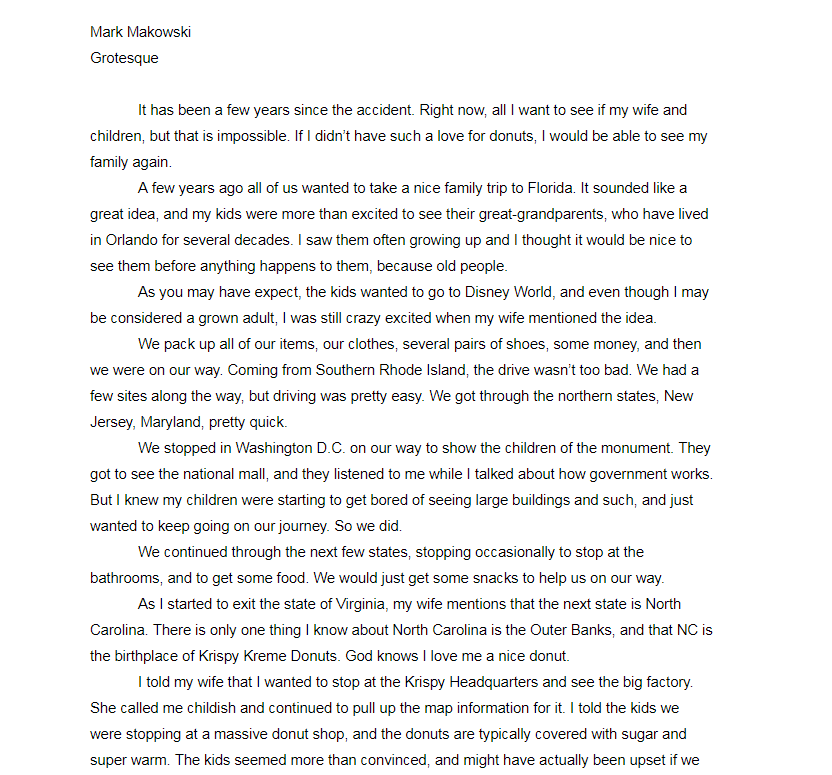 Mark Makowski
Grotesque
It has been a few years since the accident. Right now, all I want to see if my wife and
children, but that is impossible. If I didn’t have such a love for donuts, I would be able to see my
family again.
A few years ago all of us wanted to take a nice family trip to Florida. It sounded like a
great idea, and my kids were more than excited to see their great-grandparents, who have lived
in Orlando for several decades. I saw them often growing up and I thought it would be nice to
see them before anything happens to them, because old people.
As you may have expect, the kids wanted to go to Disney World, and even though I may
be considered a grown adult, I was still crazy excited when my wife mentioned the idea.
We pack up all of our items, our clothes, several pairs of shoes, some money, and then
we were on our way. Coming from Southern Rhode Island, the drive wasn’t too bad. We had a
few sites along the way, but driving was pretty easy. We got through the northern states, New
Jersey, Maryland, pretty quick.
We stopped in Washington D.C. on our way to show the children of the monument. They
got to see the national mall, and they listened to me while I talked about how government works.
But I knew my children were starting to get bored of seeing large buildings and such, and just
wanted to keep going on our journey. So we did.
We continued through the next few states, stopping occasionally to stop at the
bathrooms, and to get some food. We would just get some snacks to help us on our way.
As I started to exit the state of Virginia, my wife mentions that the next state is North
Carolina. There is only one thing I know about North Carolina is the Outer Banks, and that NC is
the birthplace of Krispy Kreme Donuts. God knows I love me a nice donut.
I told my wife that I wanted to stop at the Krispy Headquarters and see the big factory.
She called me childish and continued to pull up the map information for it. I told the kids we
were stopping at a massive donut shop, and the donuts are typically covered with sugar and
super warm. The kids seemed more than convinced, and might have actually been upset if we